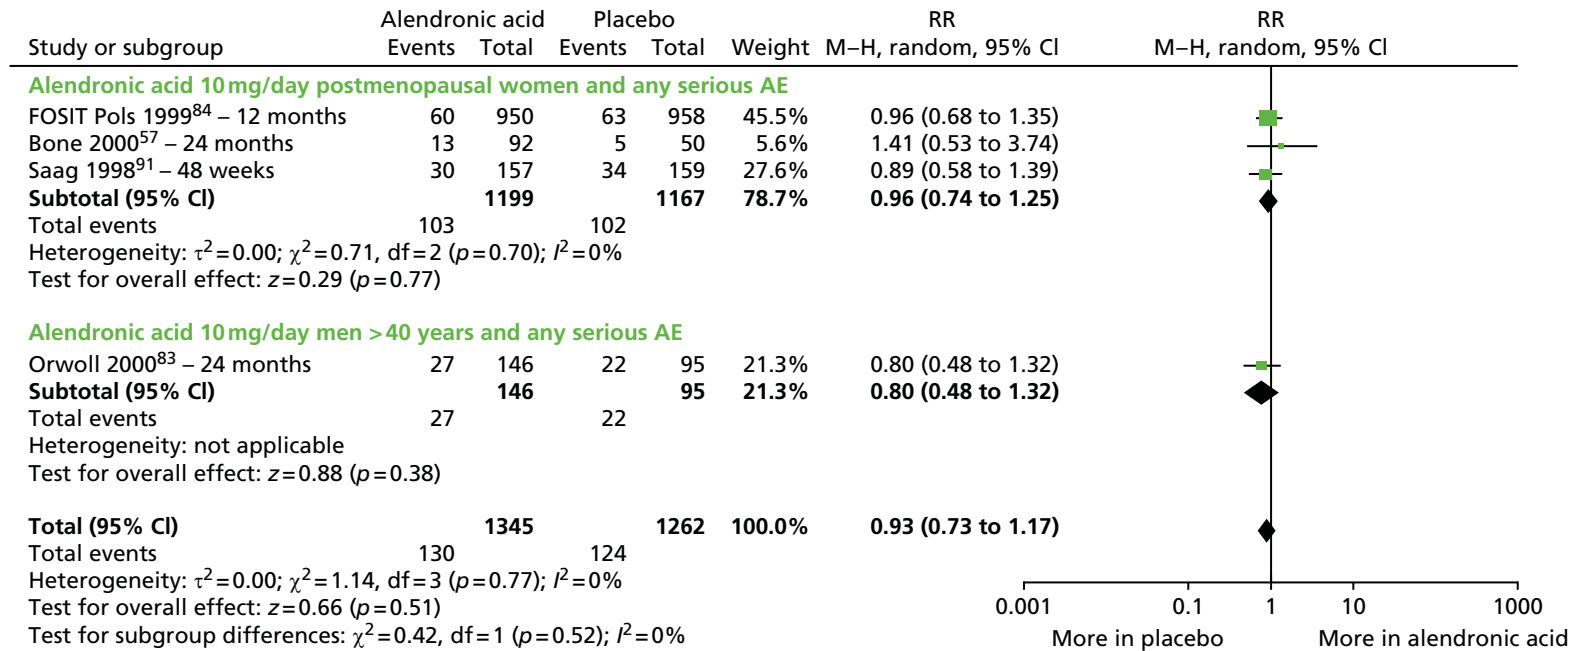 Alendronic acid Placebo RR RR
Study or subgroup Events Total Events Total Weight M–H, random, 95% CI M–H, random, 95% CI
Alendronic acid 10 mg/day postmenopausal women and any serious AE
FOSIT Pols 1999⁸⁴ – 12 months 60 950 63 958 45.5% 0.96 (0.68 to 1.35)
Bone 2000⁵⁷ – 24 months 13 92 5 50 5.6% 1.41 (0.53 to 3.74)
Saag 1998⁹¹ – 48 weeks 30 157 34 159 27.6% 0.89 (0.58 to 1.39)
Subtotal (95% CI) 1199 1167 78.7% 0.96 (0.74 to 1.25)
Total events 103 102
Heterogeneity: τ²=0.00; χ²=0.71, df=2 (p=0.70); I²=0%
Test for overall effect: z=0.29 (p=0.77)
Alendronic acid 10 mg/day men >40 years and any serious AE
Orwoll 2000⁸³ – 24 months 27 146 22 95 21.3% 0.80 (0.48 to 1.32)
Subtotal (95% CI) 146 95 21.3% 0.80 (0.48 to 1.32)
Total events 27 22
Heterogeneity: not applicable
Test for overall effect: z=0.88 (p=0.38)
Total (95% CI) 1345 1262 100.0% 0.93 (0.73 to 1.17)
Total events 130 124
Heterogeneity: τ²=0.00; χ²=1.14, df=3 (p=0.77); I²=0%
Test for overall effect: z=0.66 (p=0.51)
Test for subgroup differences: χ²=0.42, df=1 (p=0.52); I²=0%
0.001 0.1 1 10 1000
More in placebo More in alendronic acid